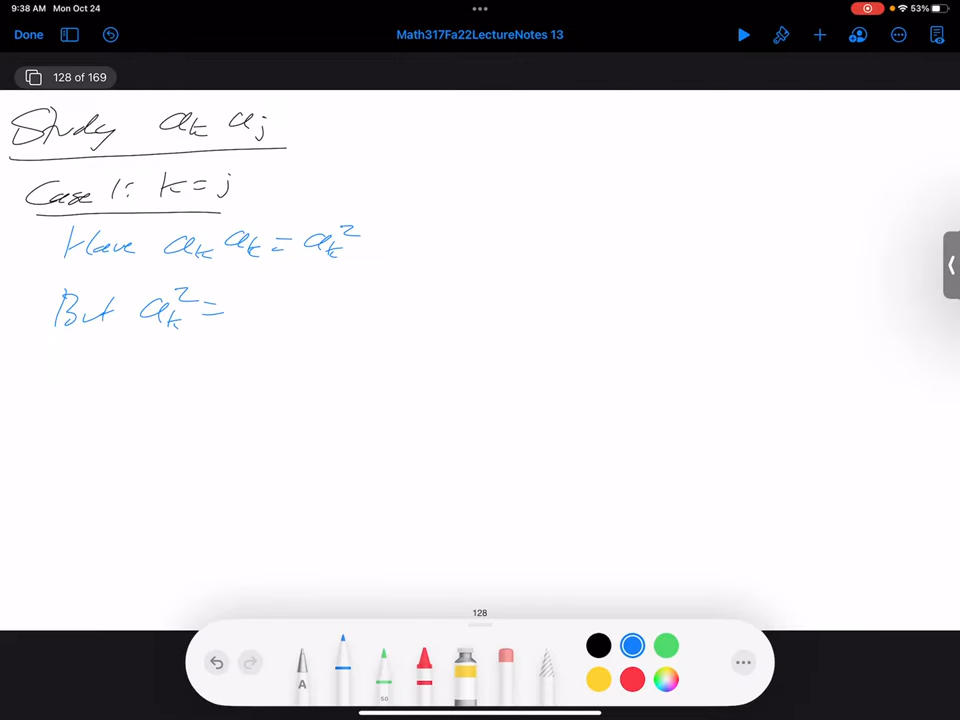 9:38 AM Mon Oct 24
53%
Done
Math317Fa22LectureNotes 13
128 of 169
Study a_k a_j
Case 1: k = j
Have a_k a_k = a_k^2
But a_k^2 =
128
A
50